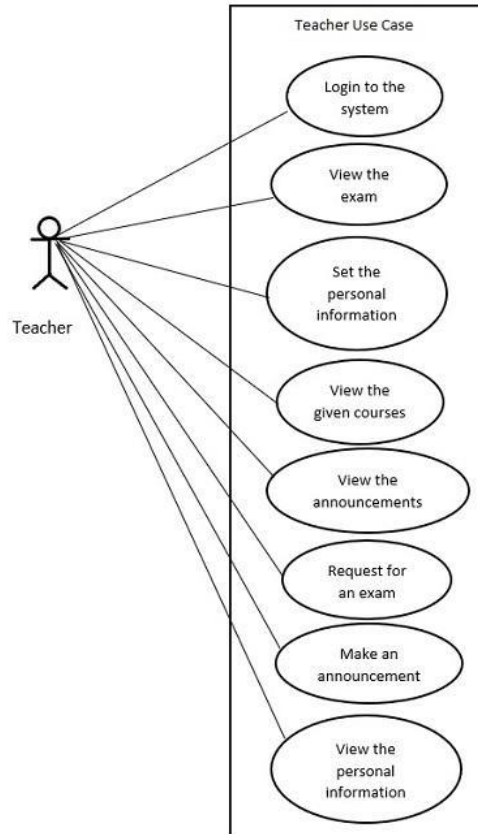 Teacher Use Case
Login to the
system
View the
exam
Set the
personal
information
Teacher
View the
given courses
View the
announcements
Request for
an exam
Make an
announcement
View the
personal
information